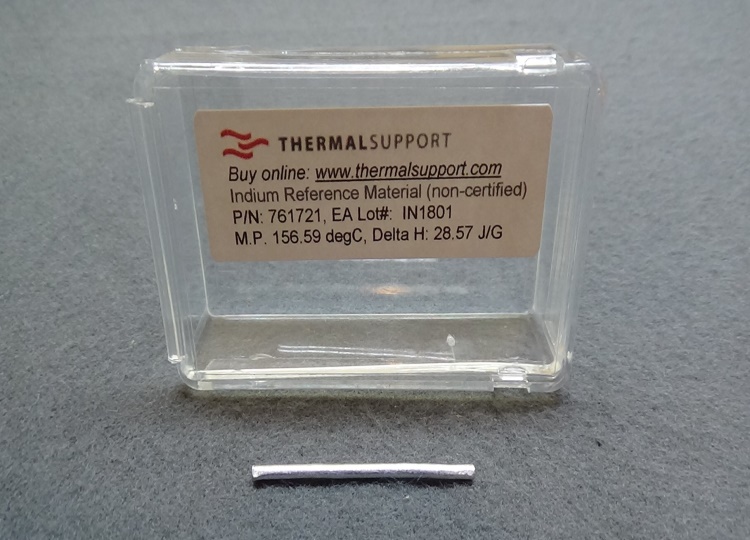 THERMALSUPPORT
Buy online: www.thermalsupport.com
Indium Reference Material (non-certified)
P/N: 761721, EA Lot#: IN1801
M.P. 156.59 degC, Delta H: 28.57 J/G